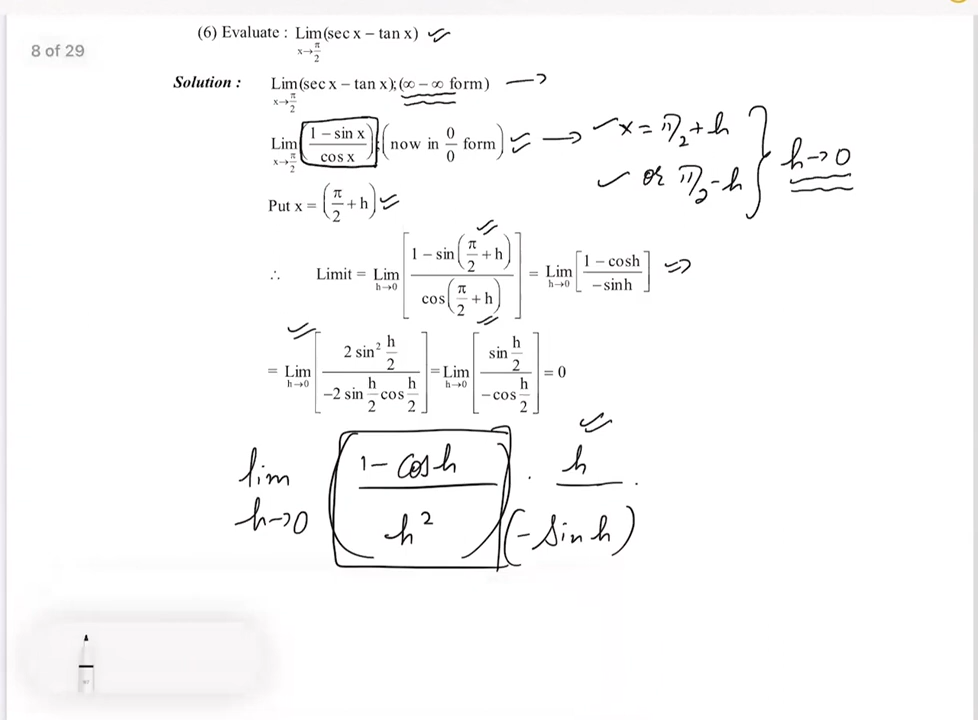 (6) Evaluate : Lim(sec x – tan x)
x→π/2
8 of 29
Solution : Lim(sec x – tan x); (∞ – ∞ form) →
x→π/2
Lim ((1 – sin x)/(cos x)); (now in 0/0 form) → x = π/2 + h
x→π/2
or π/2 - h } h→0
Put x = (π/2 + h)
∴ Limit = Lim h→0 [(1 – sin(π/2 + h))/(cos(π/2 + h))] = Lim h→0 [(1 – cosh)/(– sinh)] ⇒
= Lim h→0 [(2 sin² h/2)/(–2 sin h/2 cos h/2)] = Lim h→0 [(sin h/2)/(– cos h/2)] = 0
lim h→0 ((1 - cosh)/(h²)) . h/(- sinh) .